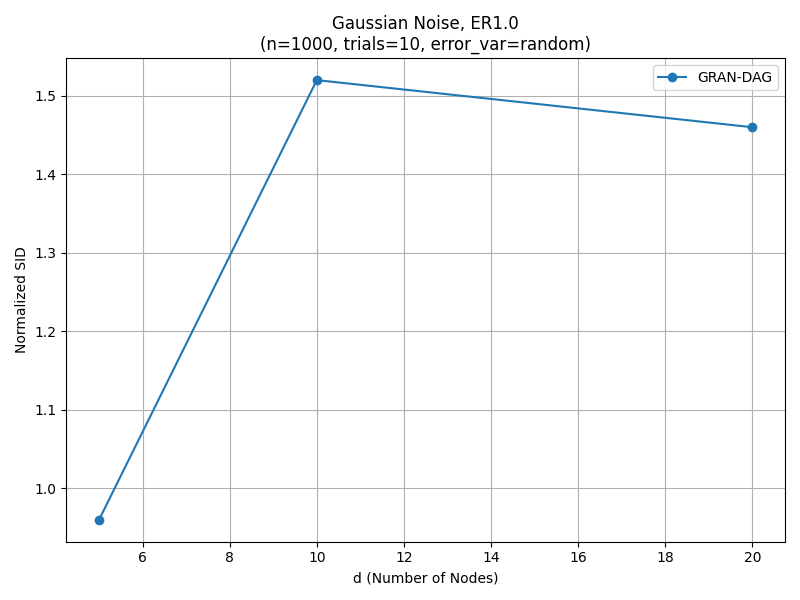 Gaussian Noise, ER1.0
(n=1000, trials=10, error_var=random)
GRAN-DAG
Normalized SID
1.5
1.4
1.3
1.2
1.1
1.0
6 8 10 12 14 16 18 20
d (Number of Nodes)